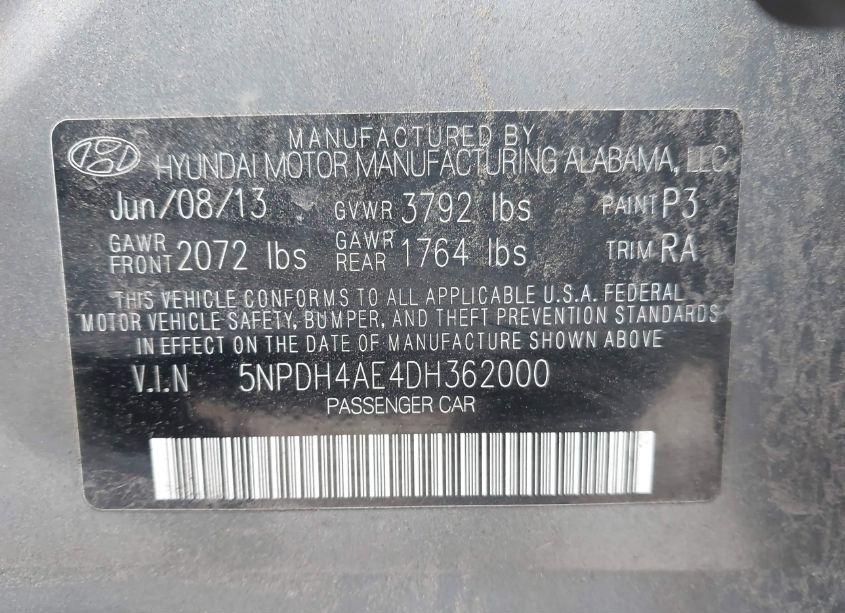 MANUFACTURED BY
HYUNDAI MOTOR MANUFACTURING ALABAMA, LLC
Jun/08/13 GVWR 3792 lbs PAINT P3
GAWR FRONT 2072 lbs GAWR REAR 1764 lbs TRIM RA
THIS VEHICLE CONFORMS TO ALL APPLICABLE U.S.A. FEDERAL
MOTOR VEHICLE SAFETY, BUMPER, AND THEFT PREVENTION STANDARDS
IN EFFECT ON THE DATE OF MANUFACTURE SHOWN ABOVE
V.I.N 5NPDH4AE4DH362000
PASSENGER CAR